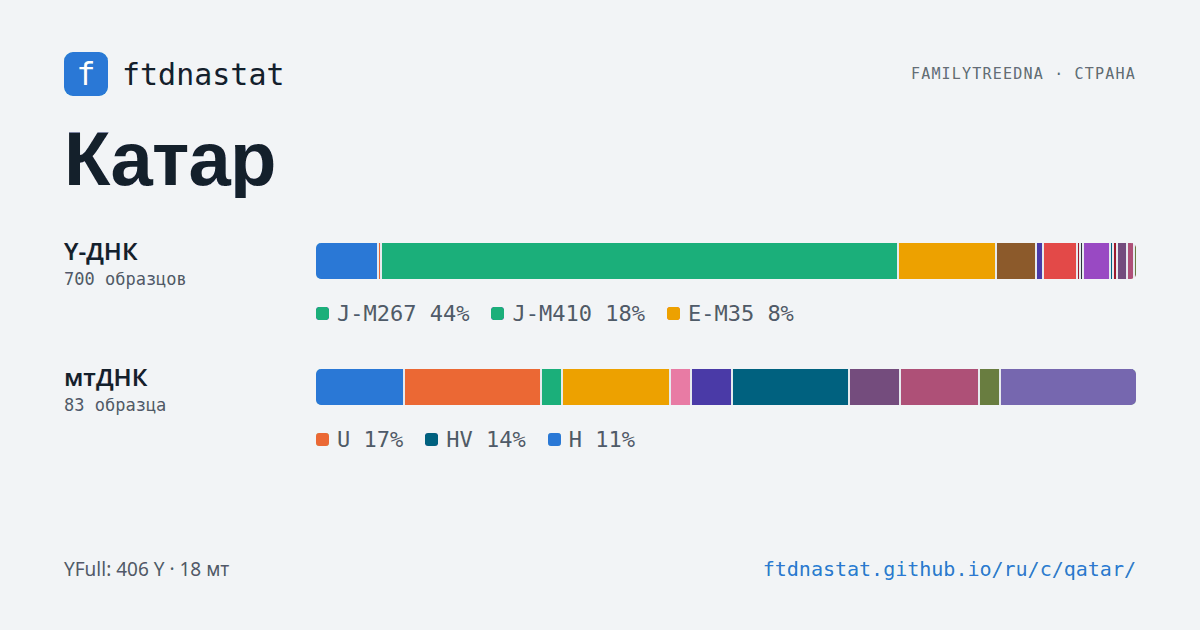 f ftdnastat
FAMILYTREEDNA · СТРАНА
Катар
Y-ДНК
700 образцов
J-M267 44% J-M410 18% E-M35 8%
мтДНК
83 образца
U 17% HV 14% H 11%
YFull: 406 Y · 18 мт
ftdnastat.github.io/ru/c/qatar/